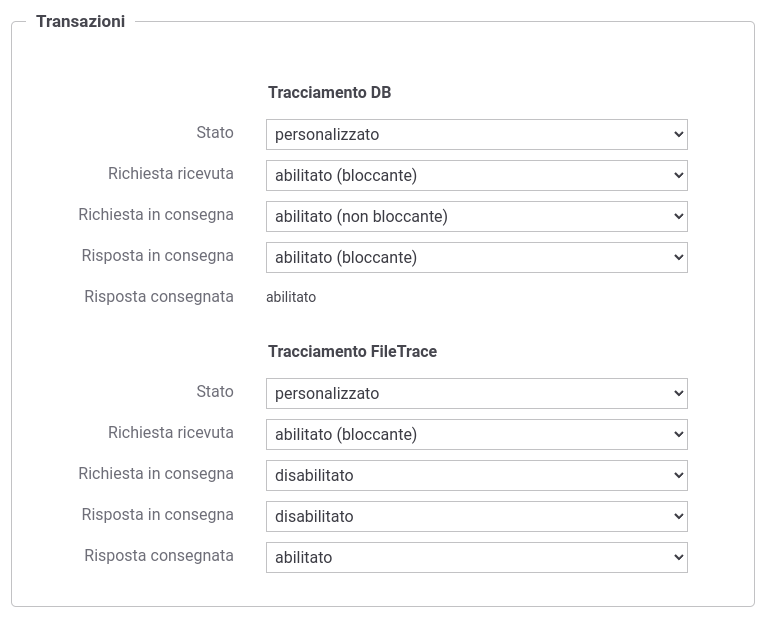 Transazioni
Tracciamento DB
Stato personalizzato
Richiesta ricevuta abilitato (bloccante)
Richiesta in consegna abilitato (non bloccante)
Risposta in consegna abilitato (bloccante)
Risposta consegnata abilitato
Tracciamento FileTrace
Stato personalizzato
Richiesta ricevuta abilitato (bloccante)
Richiesta in consegna disabilitato
Risposta in consegna disabilitato
Risposta consegnata abilitato